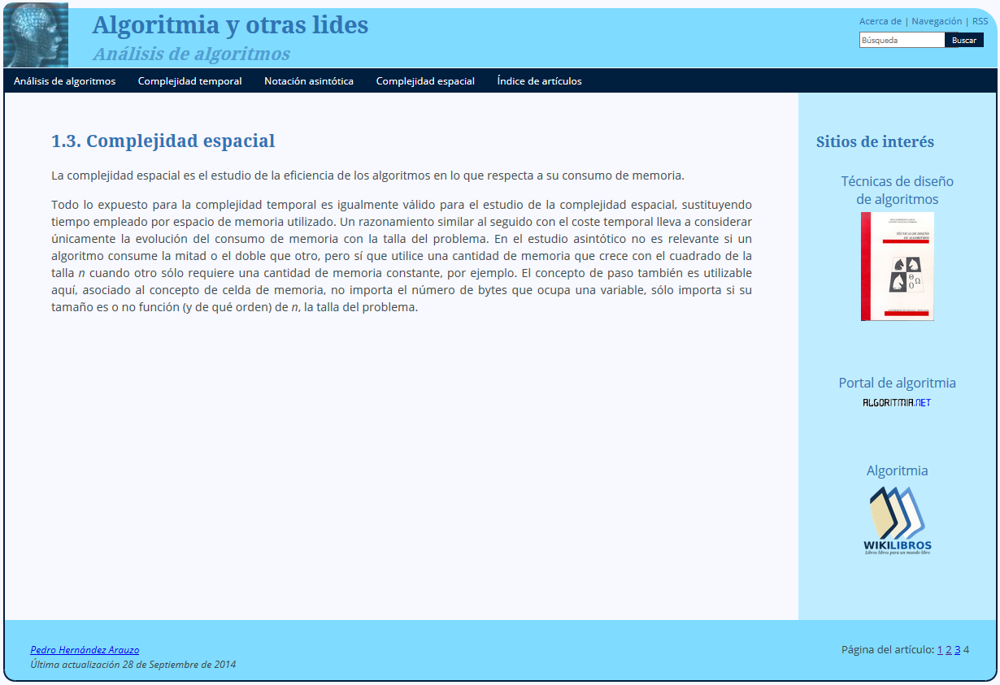 Algoritmia y otras lides
Análisis de algoritmos
Acerca de | Navegación | RSS
Búsqueda
Buscar
Análisis de algoritmos
Complejidad temporal
Notación asintótica
Complejidad espacial
Índice de artículos
1.3. Complejidad espacial
La complejidad espacial es el estudio de la eficiencia de los algoritmos en lo que respecta a su consumo de memoria.
Todo lo expuesto para la complejidad temporal es igualmente válido para el estudio de la complejidad espacial, sustituyendo
tiempo empleado por espacio de memoria utilizado. Un razonamiento similar al seguido con el coste temporal lleva a considerar
únicamente la evolución del consumo de memoria con la talla del problema. En el estudio asintótico no es relevante si un
algoritmo consume la mitad o el doble que otro, pero sí que utilice una cantidad de memoria que crece con el cuadrado de la
talla n cuando otro sólo requiere una cantidad de memoria constante, por ejemplo. El concepto de paso también es utilizable
aquí, asociado al concepto de celda de memoria, no importa el número de bytes que ocupa una variable, sólo importa si su
tamaño es o no función (y de qué orden) de n, la talla del problema.
Sitios de interés
Técnicas de diseño
de algoritmos
TÉCNICAS DE DISEÑO
DE ALGORITMOS
Θ
Ω
O
Portal de algoritmia
ALGORITMIA.NET
Algoritmia
WIKILIBROS
Libros libres para un mundo libre
Pedro Hernández Arauzo
Última actualización 28 de Septiembre de 2014
Página del artículo: 1 2 3 4